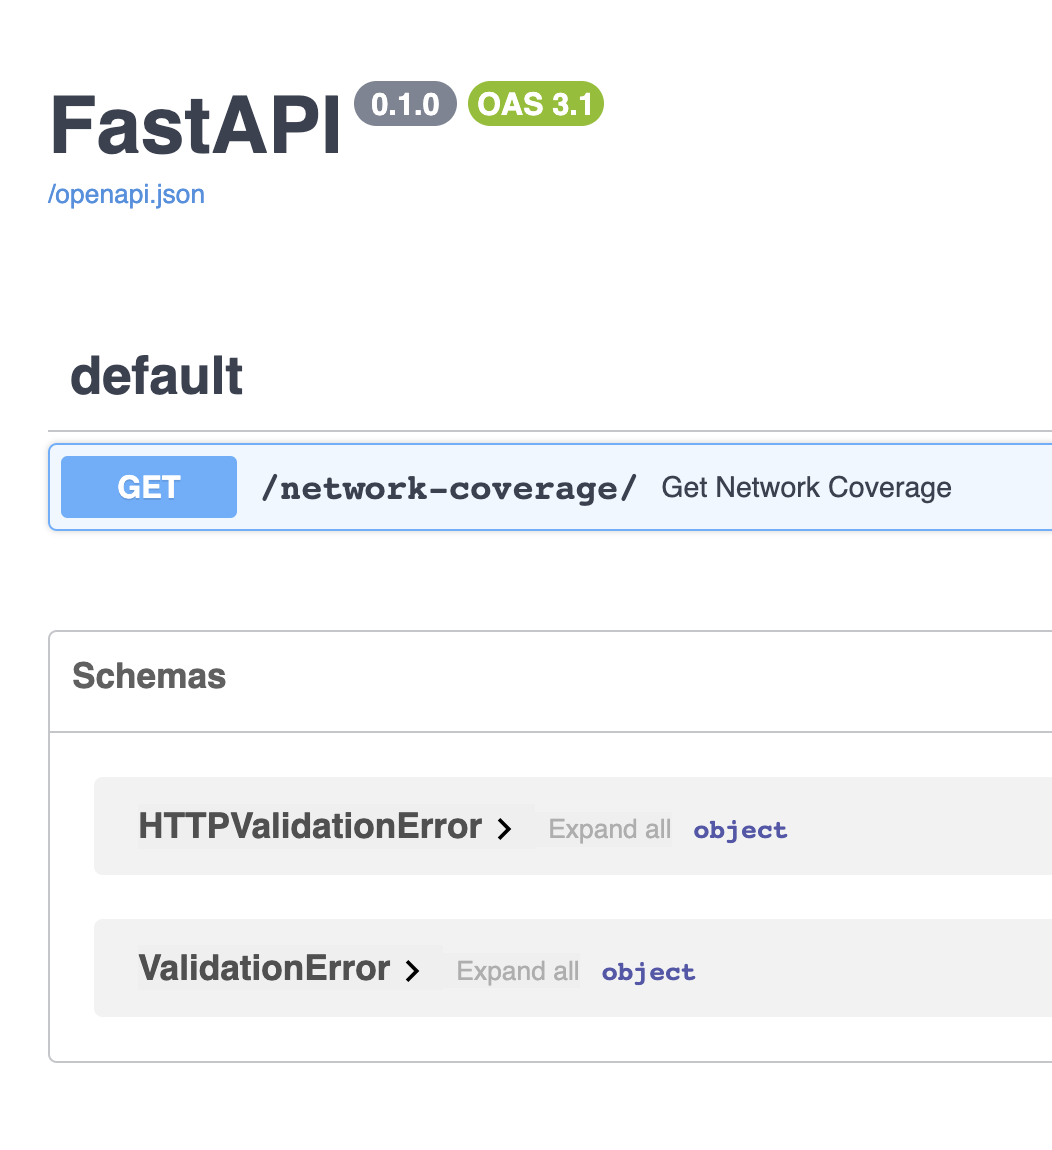 FastAPI 0.1.0 OAS 3.1
/openapi.json
default
GET /network-coverage/ Get Network Coverage
Schemas
HTTPValidationError Expand all object
ValidationError Expand all object